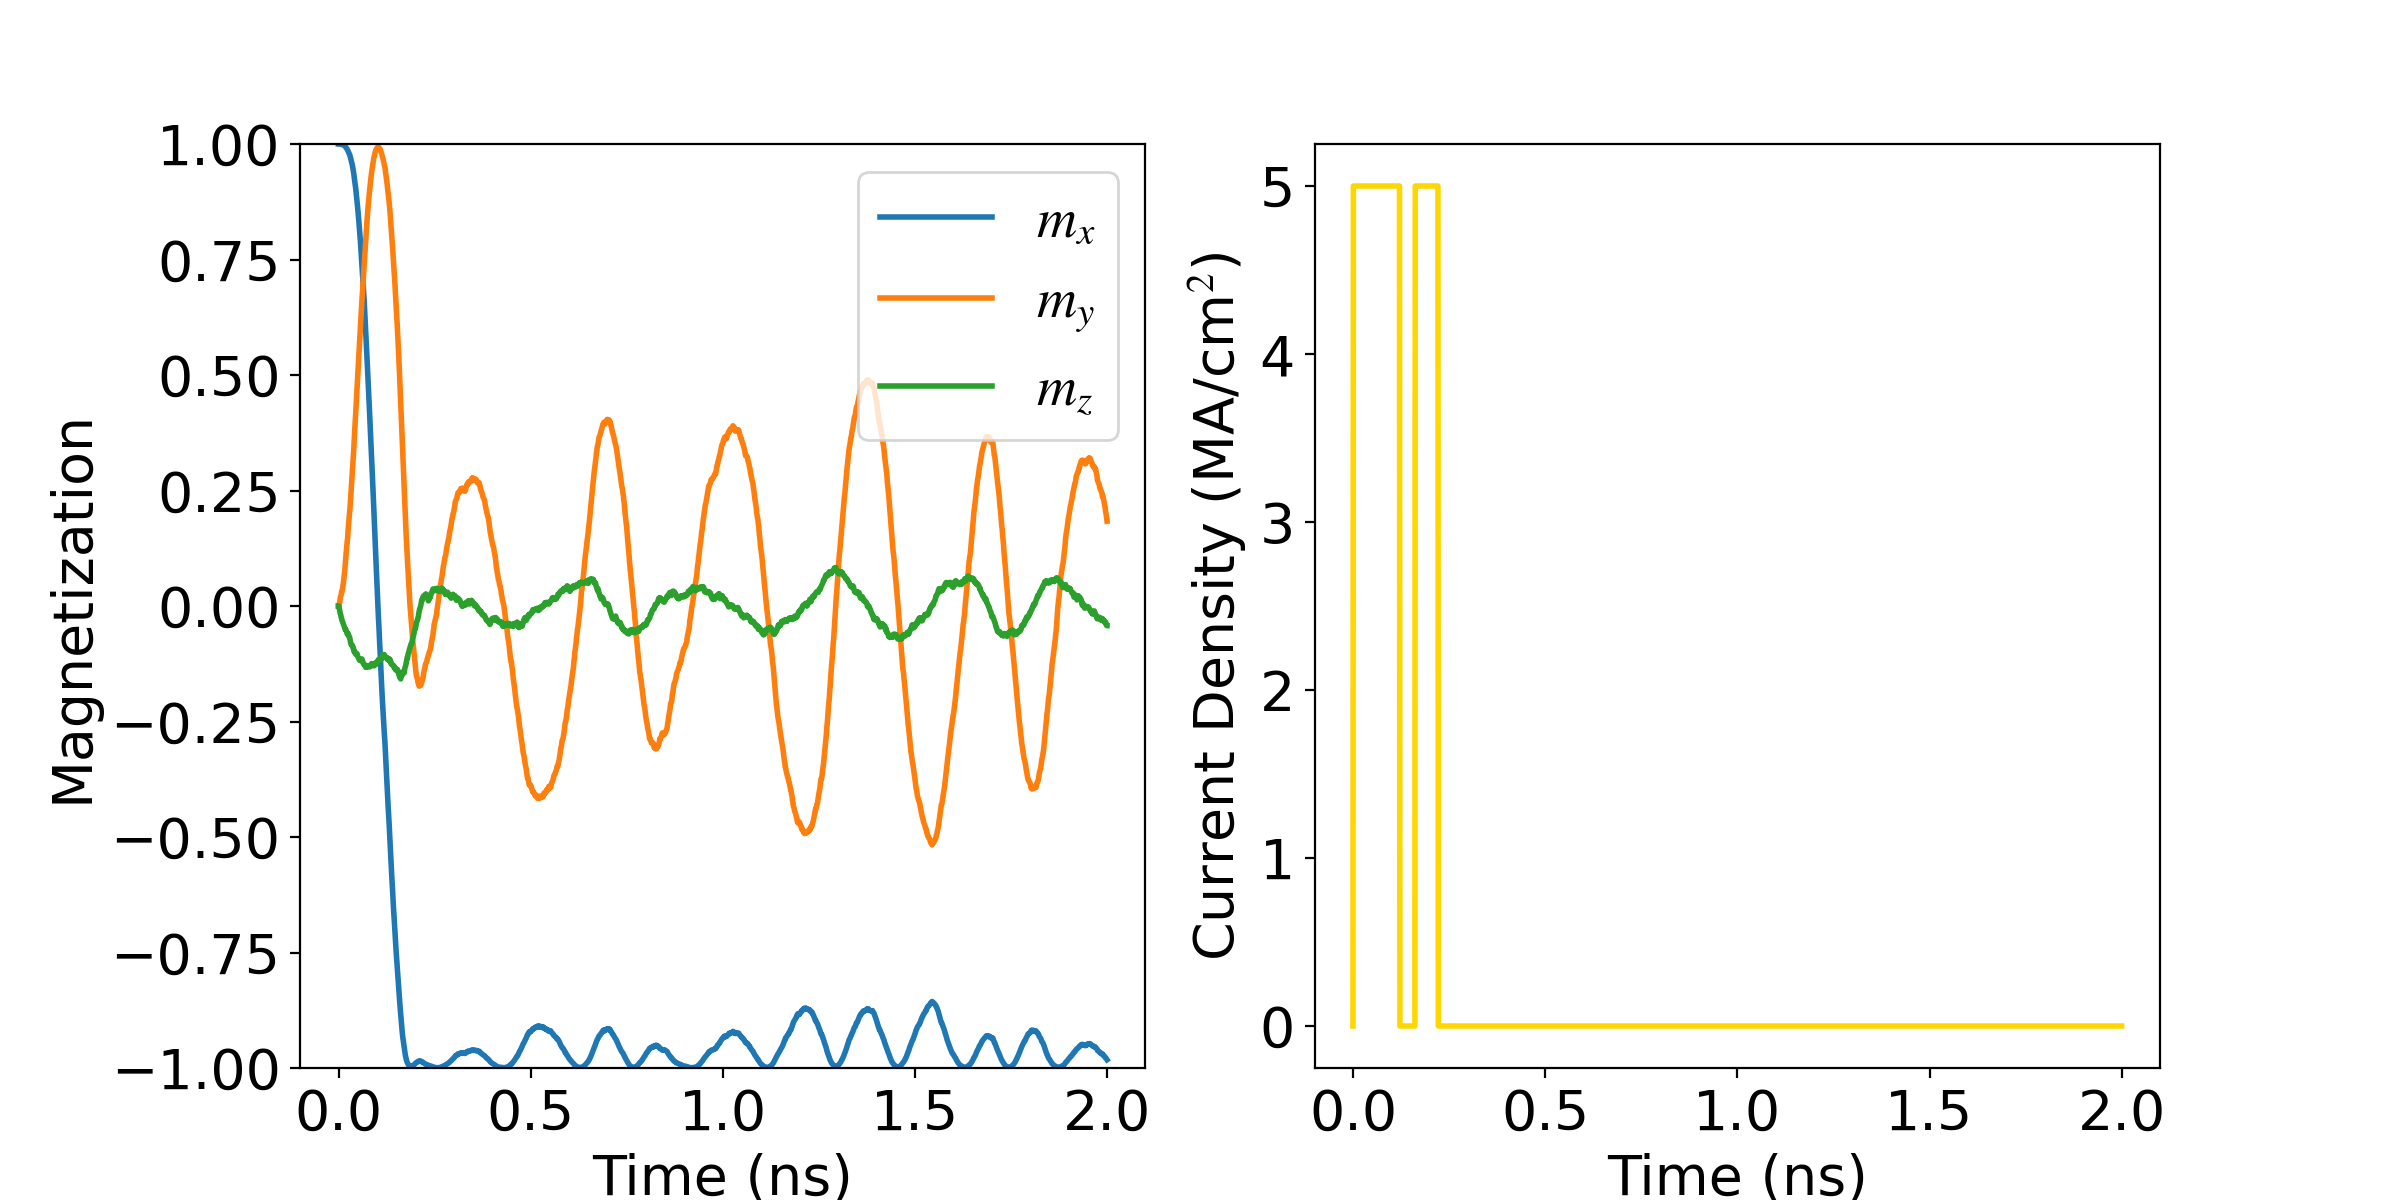 Magnetization
1.00
0.75
0.50
0.25
0.00
−0.25
−0.50
−0.75
−1.00
0.0 0.5 1.0 1.5 2.0
Time (ns)
m_x
m_y
m_z
Current Density (MA/cm²)
5
4
3
2
1
0
0.0 0.5 1.0 1.5 2.0
Time (ns)